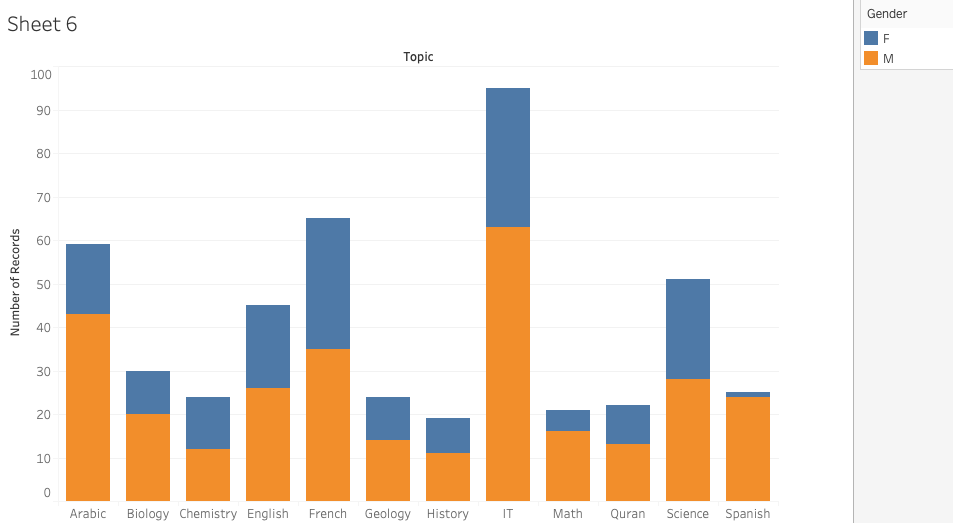 Sheet 6
Gender
F
M
Topic
100
90
80
70
60
50
40
30
20
10
0
Number of Records
Arabic Biology Chemistry English French Geology History IT Math Quran Science Spanish